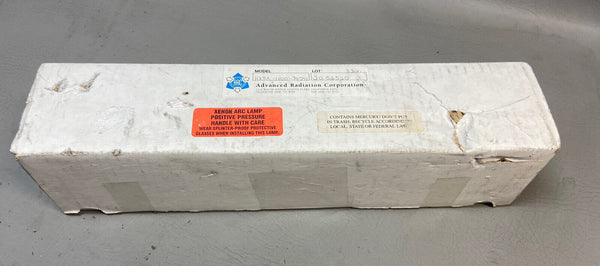 MODEL
LOT
Advanced Radiation Corporation
XENON ARC LAMP
POSITIVE PRESSURE
HANDLE WITH CARE
WEAR SPLINTER-PROOF PROTECTIVE
GLASSES WHEN INSTALLING THIS LAMP
CONTAINS MERCURY/DON'T PUT
IN TRASH. RECYCLE ACCORDING
LOCAL, STATE OR FEDERAL LAW